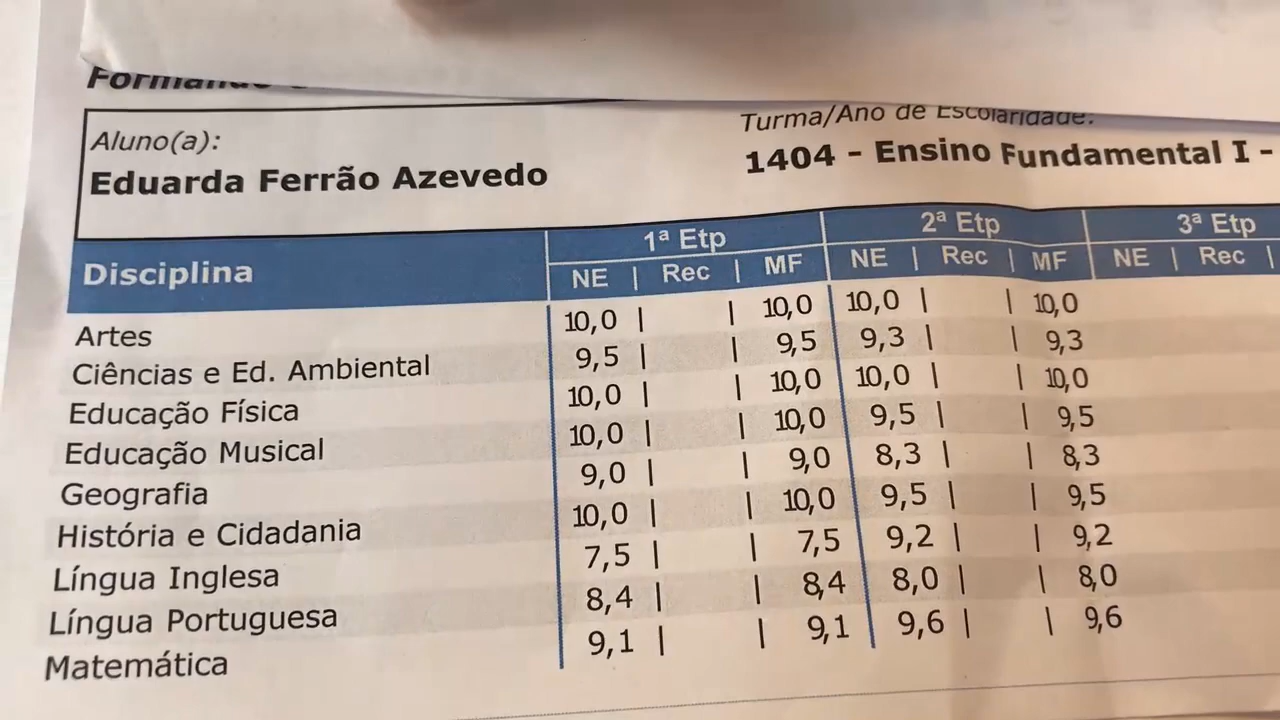 Formando
Aluno(a):
Eduarda Ferrão Azevedo
Turma/Ano de Escolaridade:
1404 - Ensino Fundamental I -
Disciplina
1ª Etp 2ª Etp 3ª Etp
NE | Rec | MF NE | Rec | MF NE | Rec |
Artes 10,0 | | 10,0 10,0 | | 10,0
Ciências e Ed. Ambiental 9,5 | | 9,5 9,3 | | 9,3
Educação Física 10,0 | | 10,0 10,0 | | 10,0
Educação Musical 10,0 | | 10,0 9,5 | | 9,5
Geografia 9,0 | | 9,0 8,3 | | 8,3
História e Cidadania 10,0 | | 10,0 9,5 | | 9,5
Língua Inglesa 7,5 | | 7,5 9,2 | | 9,2
Língua Portuguesa 8,4 | | 8,4 8,0 | | 8,0
Matemática 9,1 | | 9,1 9,6 | | 9,6